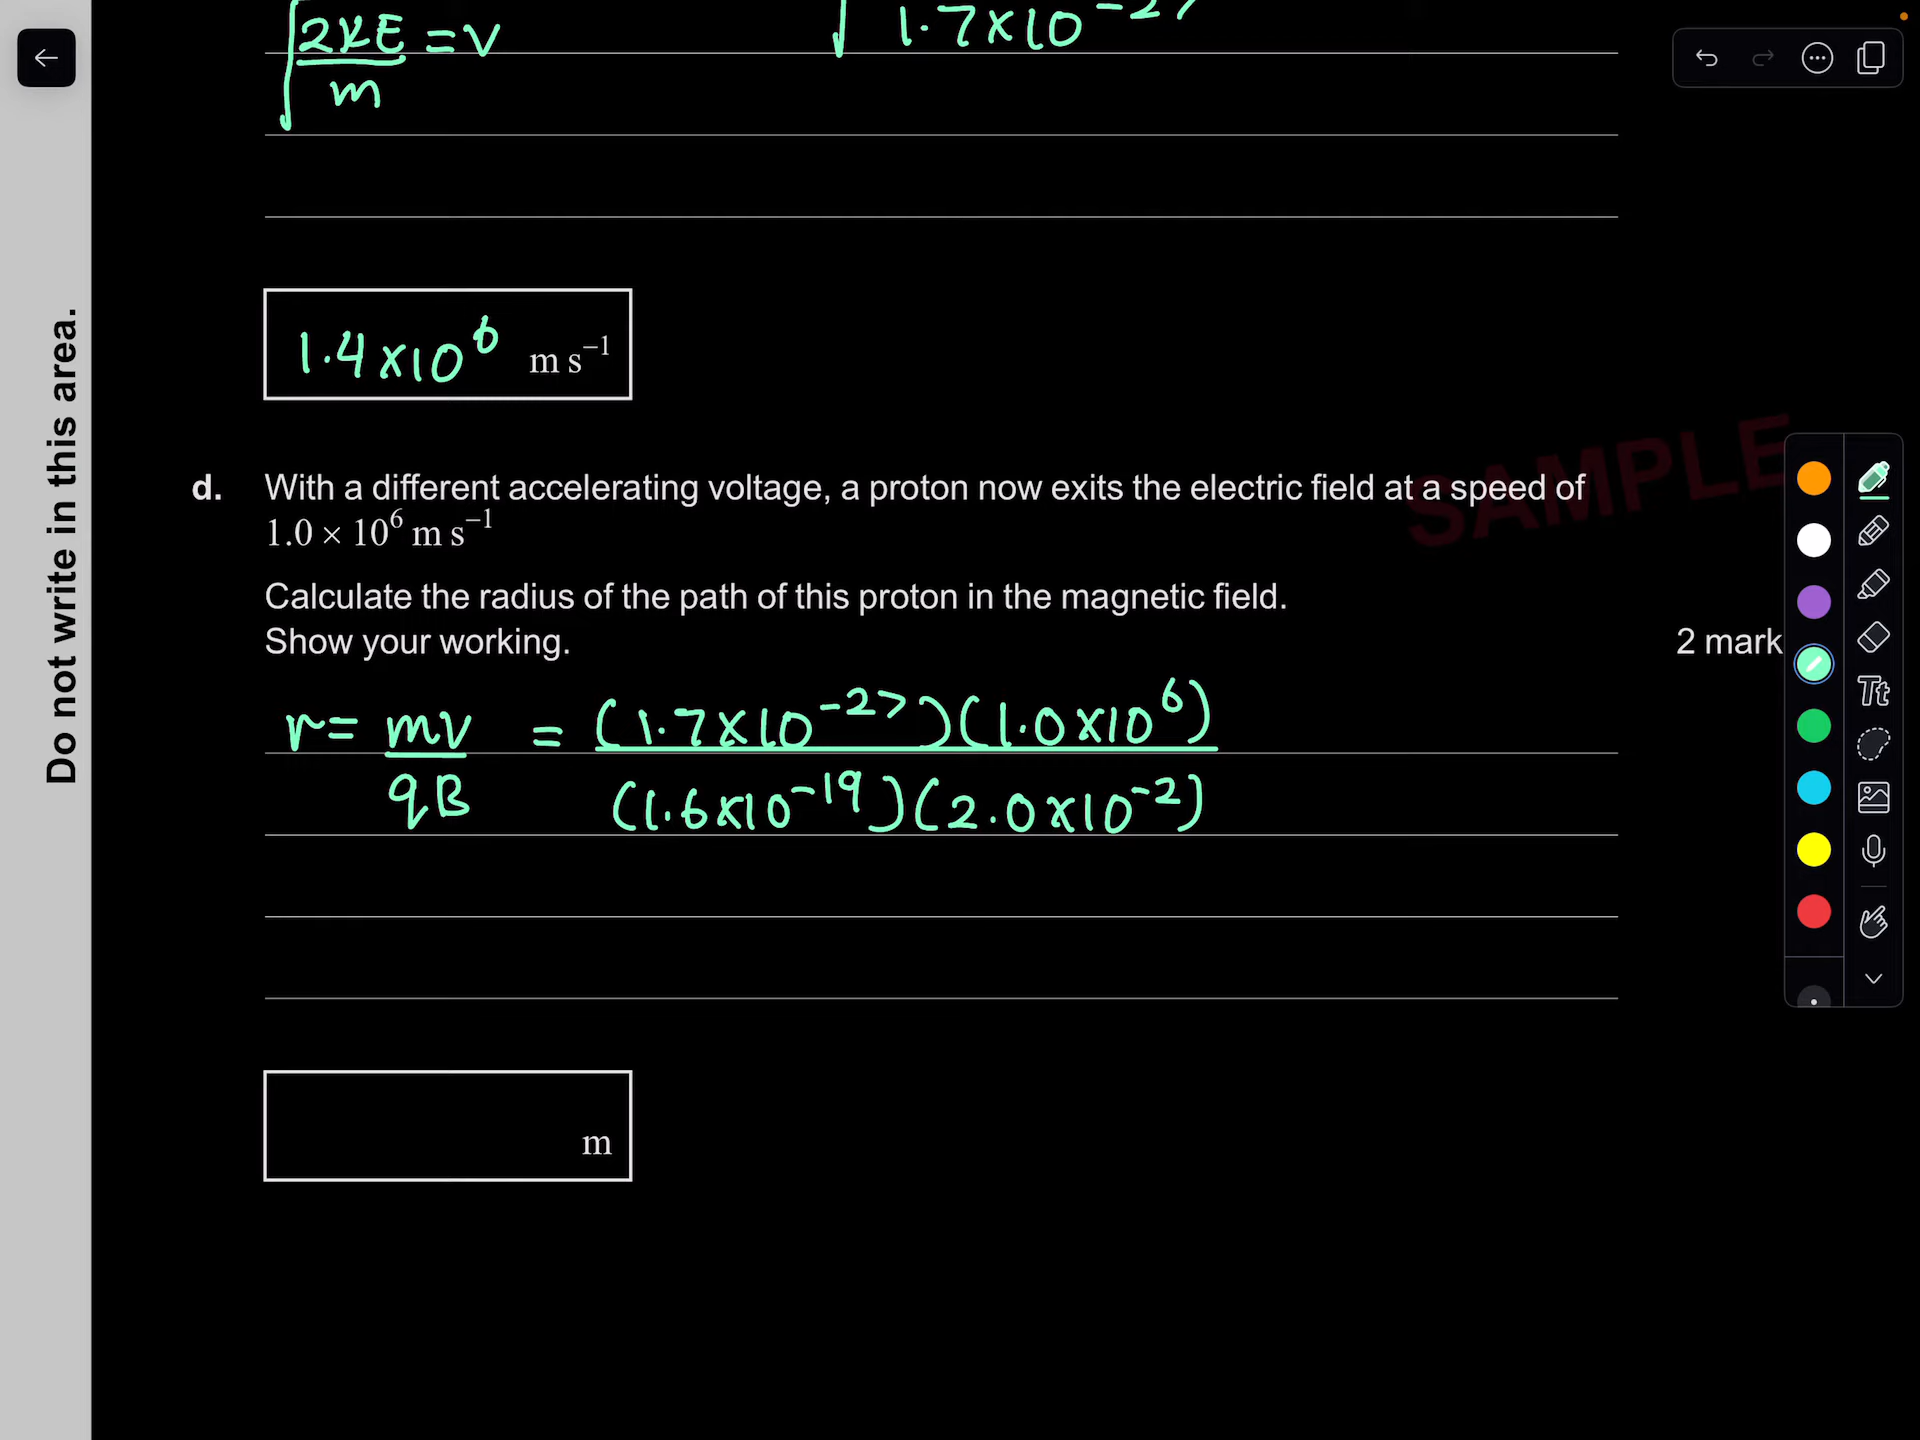 √(2KE/m) = v √ 1.7×10⁻²⁷
1.4×10⁶ m s⁻¹
SAMPLE
d. With a different accelerating voltage, a proton now exits the electric field at a speed of
1.0 × 10⁶ m s⁻¹
Calculate the radius of the path of this proton in the magnetic field.
Show your working.
2 mark
r = mv/qB = (1.7×10⁻²⁷)(1.0×10⁶)/(1.6×10⁻¹⁹)(2.0×10⁻²)
m
Do not write in this area.
Tt